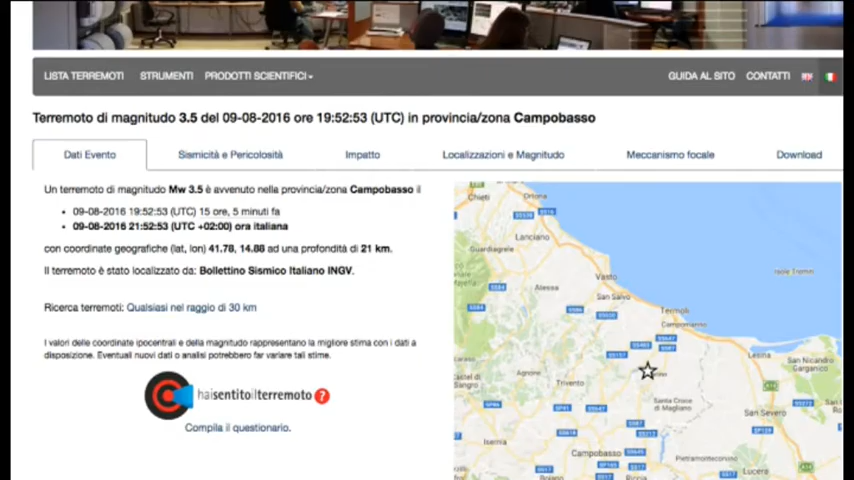 LISTA TERREMOTI STRUMENTI PRODOTTI SCIENTIFICI GUIDA AL SITO CONTATTI
Terremoto di magnitudo 3.5 del 09-08-2016 ore 19:52:53 (UTC) in provincia/zona Campobasso
Dati Evento Sismicità e Pericolosità Impatto Localizzazioni e Magnitudo Meccanismo focale Download
Un terremoto di magnitudo Mw 3.5 è avvenuto nella provincia/zona Campobasso il
• 09-08-2016 19:52:53 (UTC) 15 ore, 5 minuti fa
• 09-08-2016 21:52:53 (UTC +02:00) ora italiana
con coordinate geografiche (lat, lon) 41.78, 14.88 ad una profondità di 21 km.
Il terremoto è stato localizzato da: Bollettino Sismico Italiano INGV.
Ricerca terremoti: Qualsiasi nel raggio di 30 km
I valori delle coordinate ipocentrali e della magnitudo rappresentano la migliore stima con i dati a
disposizione. Eventuali nuovi dati o analisi potrebbero far variare tali stime.
haisentitoilterremoto ?
Compila il questionario.
Chieti
Ortona
Lanciano
Guardiagrele
Vasto
Isole Tremiti
Atessa
San Salvo
Termoli
Campomarino
Lesina
San Nicandro
Garganico
Agnone
Trivento
Castel di
Sangro
Santa Croce
di Magliano
San Severo
Isernia
Campobasso
Pietramontecorvino
Lucera
Boiano